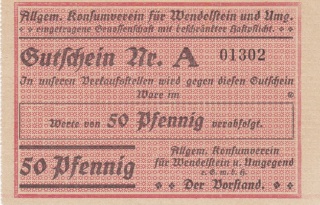 Allgem. Konsumverein für Wendelstein und Umg.
eingetragene Genossenschaft mit beschränkter Haftpflicht.
Gutschein Nr. A 01302
In unseren Verkaufsstellen wird gegen diesen Gutschein
Ware im
Werte von 50 Pfennig verabfolgt.
50 Pfennig
Allgem. Konsumverein
für Wendelstein u. Umgegend
e. G. m. b. H.
Der Vorstand.